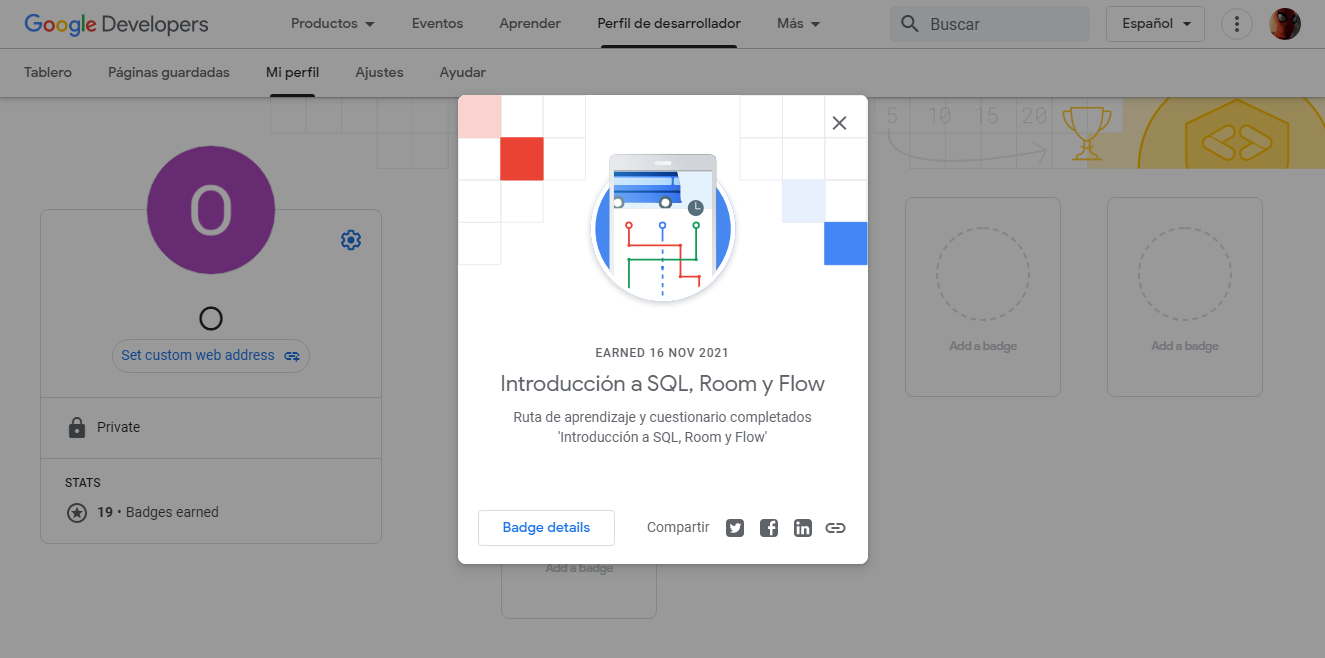 Google Developers
Productos
Eventos
Aprender
Perfil de desarrollador
Más
Buscar
Español
Tablero
Páginas guardadas
Mi perfil
Ajustes
Ayudar
5 10 15 20
O
O
Set custom web address
Private
STATS
19 • Badges earned
EARNED 16 NOV 2021
Introducción a SQL, Room y Flow
Ruta de aprendizaje y cuestionario completados
'Introducción a SQL, Room y Flow'
Badge details
Compartir
Add a badge
Add a badge
Add a badge